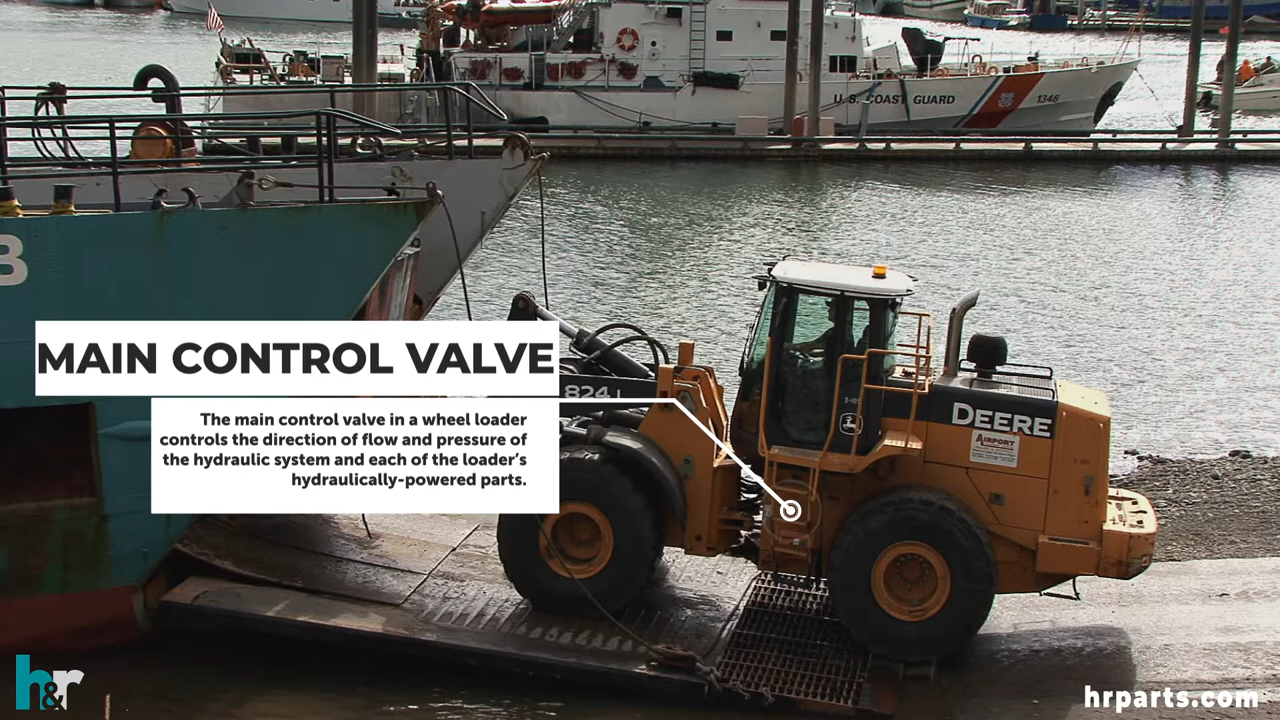 U.S. COAST GUARD
1346
B
MAIN CONTROL VALVE
The main control valve in a wheel loader
controls the direction of flow and pressure of
the hydraulic system and each of the loader's
hydraulically-powered parts.
824J
DEERE
AIRPORT
h&r
hrparts.com